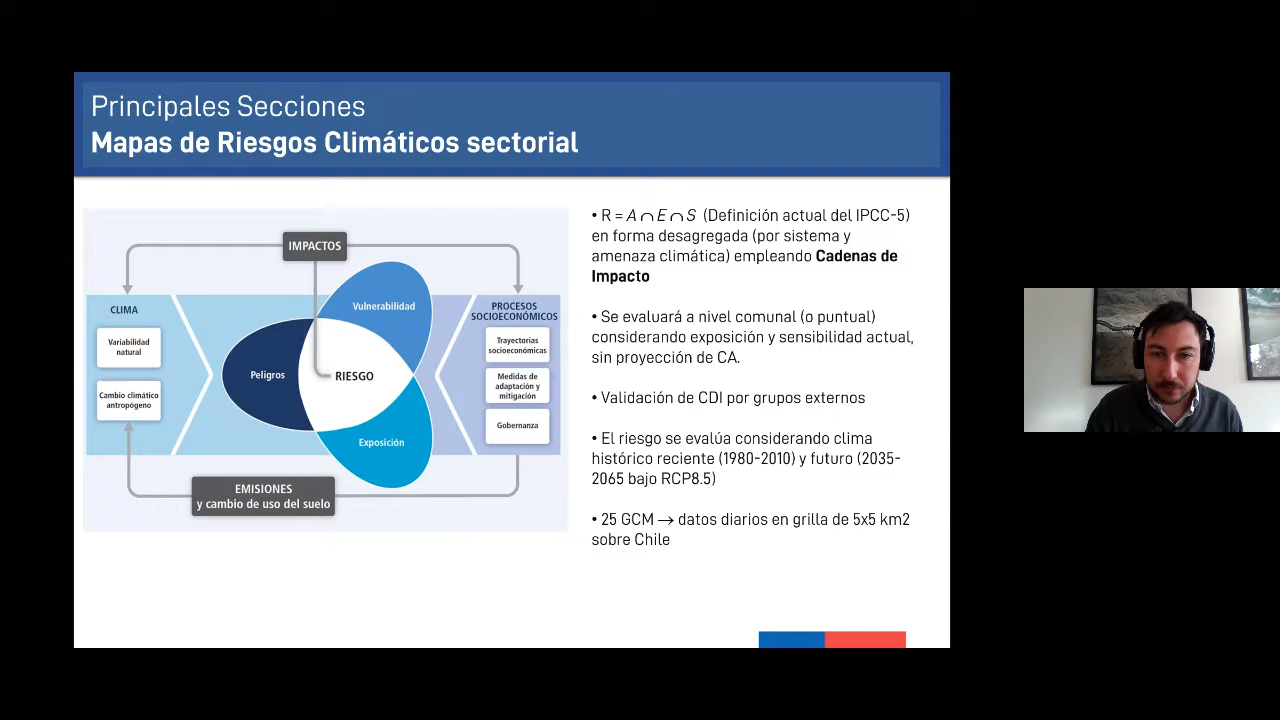 Principales Secciones
Mapas de Riesgos Climáticos sectorial
IMPACTOS
CLIMA
Variabilidad
natural
Cambio climático
antropógeno
Vulnerabilidad
Peligros
RIESGO
Exposición
PROCESOS
SOCIOECONÓMICOS
Trayectorias
socioeconómicas
Medidas de
adaptación y
mitigación
Gobernanza
EMISIONES
y cambio de uso del suelo
• R = A ∩ E ∩ S (Definición actual del IPCC-5)
en forma desagregada (por sistema y
amenaza climática) empleando Cadenas de
Impacto
• Se evaluará a nivel comunal (o puntual)
considerando exposición y sensibilidad actual,
sin proyección de CA.
• Validación de CDI por grupos externos
• El riesgo se evalúa considerando clima
histórico reciente (1980-2010) y futuro (2035-
2065 bajo RCP8.5)
• 25 GCM → datos diarios en grilla de 5x5 km2
sobre Chile